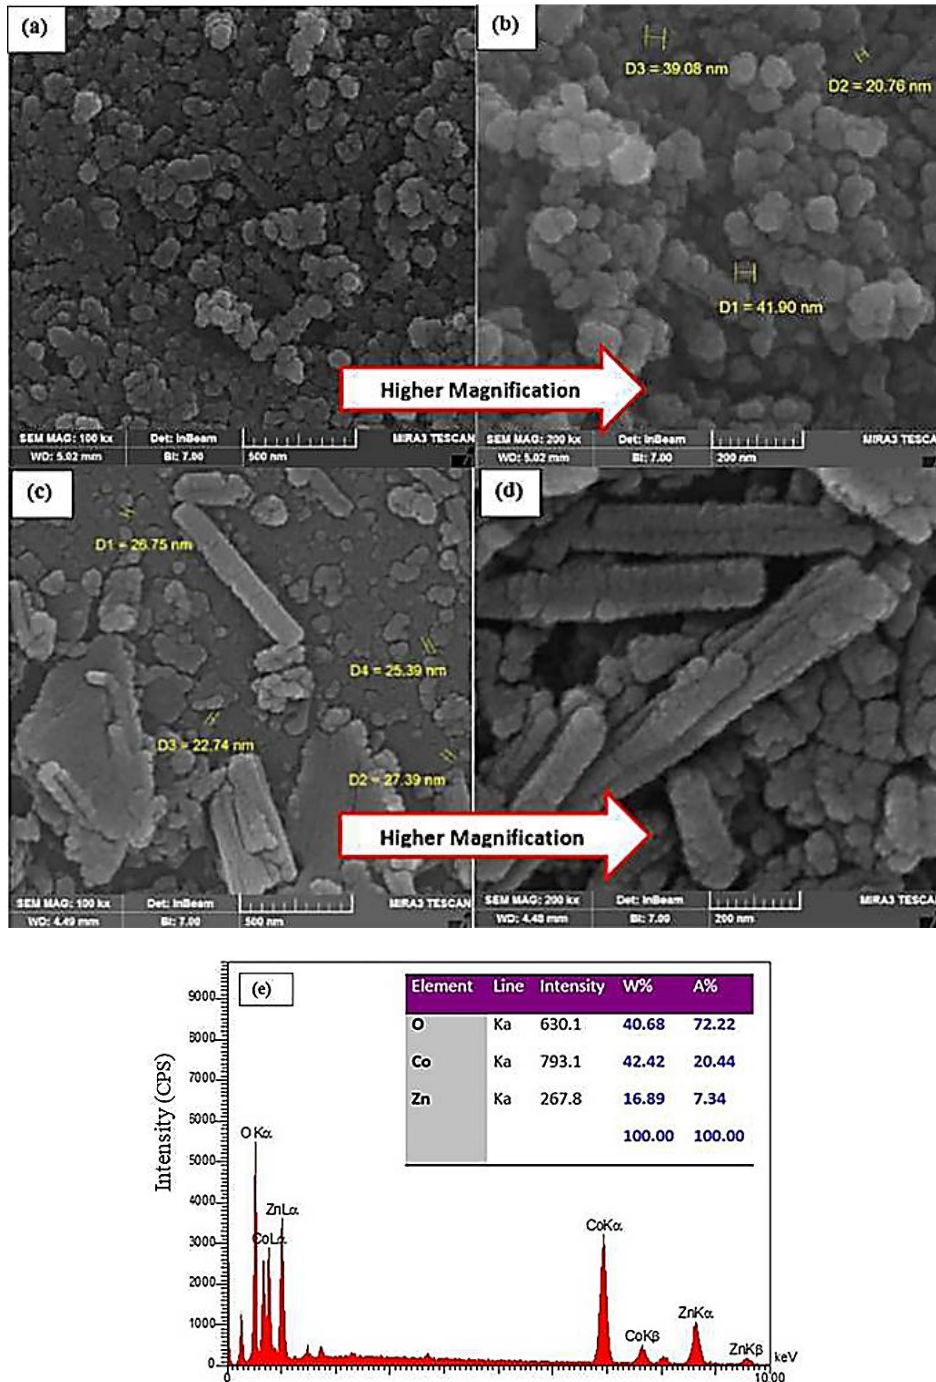 (a)
(b)
D3 = 39.08 nm
D2 = 20.76 nm
D1 = 41.90 nm
Higher Magnification
SEM MAG: 100 kx Det: InBeam MIRA3 TESCAN
WD: 5.02 mm BI: 7.00 500 nm
SEM MAG: 200 kx Det: InBeam MIRA3 TESCAN
WD: 5.02 mm BI: 7.00 200 nm
(c)
(d)
D1 = 26.75 nm
D4 = 25.39 nm
D3 = 22.74 nm
D2 = 27.39 nm
Higher Magnification
SEM MAG: 100 kx Det: InBeam MIRA3 TESCAN
WD: 4.49 mm BI: 7.00 500 nm
SEM MAG: 200 kx Det: InBeam MIRA3 TESCAN
WD: 4.48 mm BI: 7.00 200 nm
(e)
Element Line Intensity W% A%
O Ka 630.1 40.68 72.22
Co Ka 793.1 42.42 20.44
Zn Ka 267.8 16.89 7.34
100.00 100.00
Intensity (CPS)
9000
8000
7000
6000
5000
4000
3000
2000
1000
0
O Kα
CoLα
ZnLα
CoKα
CoKβ
ZnKα
ZnKβ
keV
0
10.00